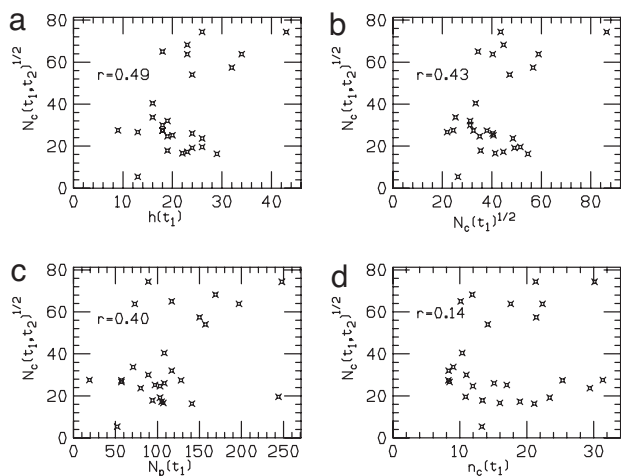 a
80
60
40
20
0
N_c(t_1,t_2)^{1/2}
r=0.49
0 10 20 30 40
h(t_1)
b
80
60
40
20
0
N_c(t_1,t_2)^{1/2}
r=0.43
0 20 40 60 80
N_c(t_1)^{1/2}
c
80
60
40
20
0
N_c(t_1,t_2)^{1/2}
r=0.40
0 50 100 150 200 250
N_p(t_1)
d
80
60
40
20
0
N_c(t_1,t_2)^{1/2}
r=0.14
0 10 20 30
n_c(t_1)